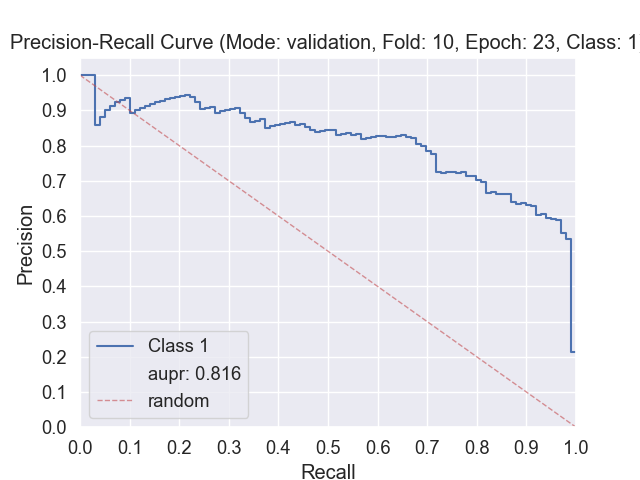 Precision-Recall Curve (Mode: validation, Fold: 10, Epoch: 23, Class: 1
1.0
0.9
0.8
0.7
0.6
0.5
0.4
0.3
0.2
0.1
0.0
Precision
Class 1
aupr: 0.816
random
0.0 0.1 0.2 0.3 0.4 0.5 0.6 0.7 0.8 0.9 1.0
Recall